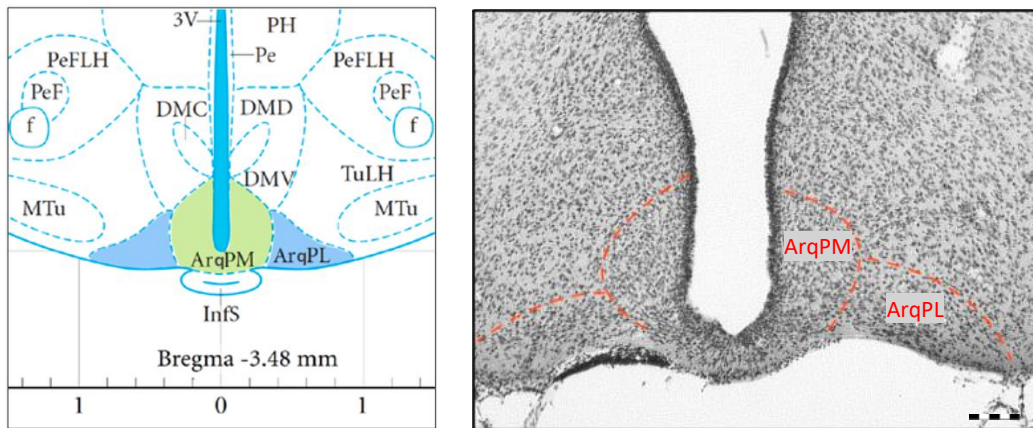 3V
PH
PeFLH
Pe
PeFLH
PeF
PeF
f
f
DMC
DMD
DMV
TuLH
MTu
MTu
ArqPM
ArqPL
InfS
Bregma -3.48 mm
1
0
1
ArqPM
ArqPL